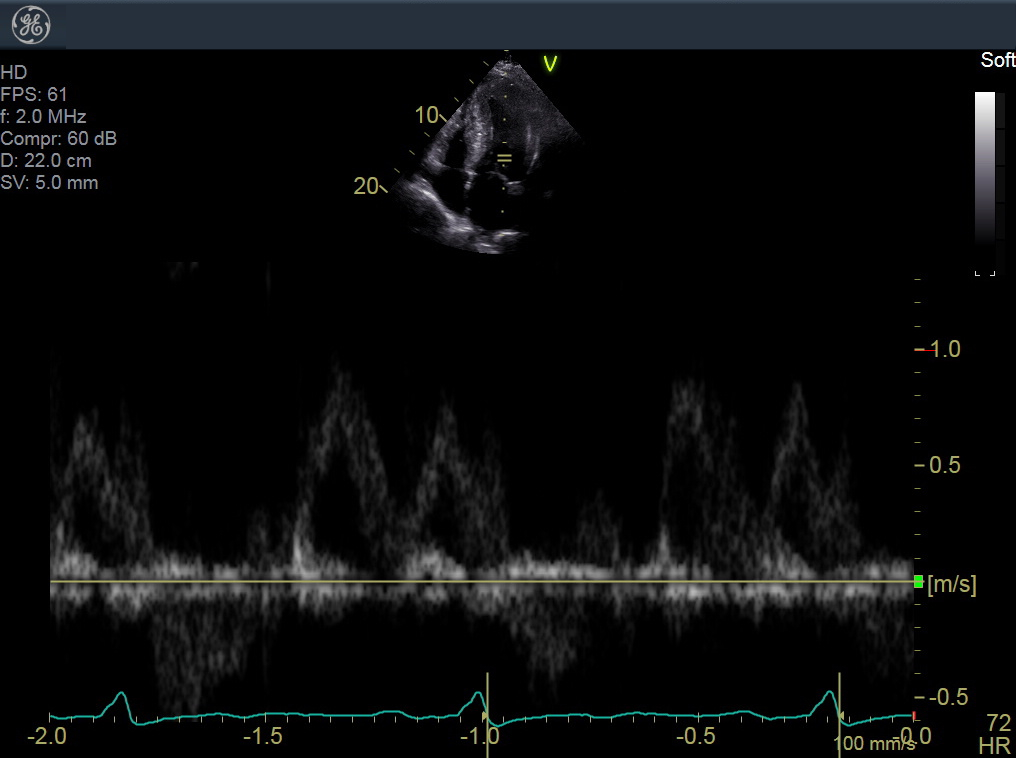 GE
V
Soft
HD
FPS: 61
f: 2.0 MHz
Compr: 60 dB
D: 22.0 cm
SV: 5.0 mm
10
20
1.0
0.5
[m/s]
-0.5
-2.0 -1.5 -1.0 -0.5 0.0
100 mm/s
72
HR